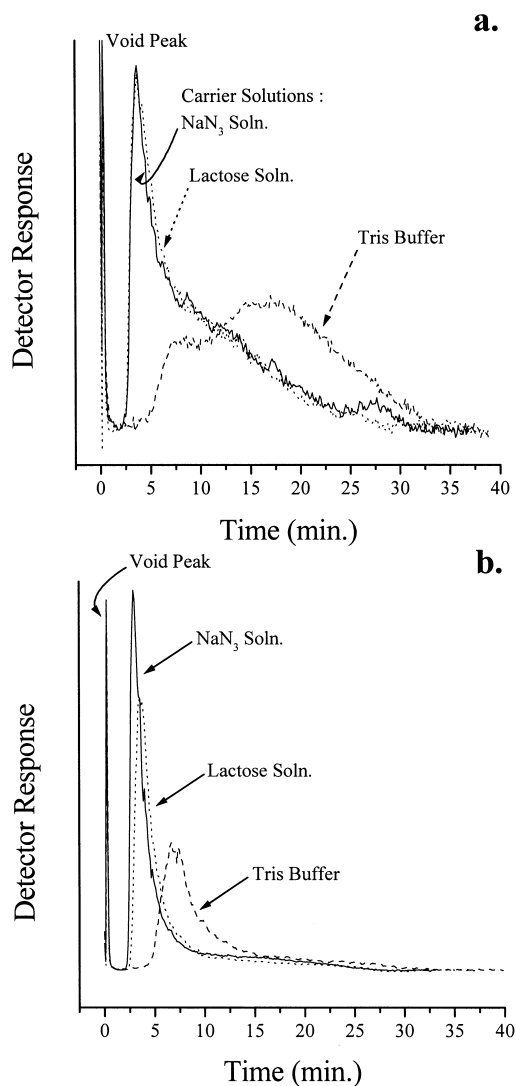 a.
Void Peak
Carrier Solutions :
NaN₃ Soln.
Lactose Soln.
Tris Buffer
Detector Response
0 5 10 15 20 25 30 35 40
Time (min.)
b.
Void Peak
NaN₃ Soln.
Lactose Soln.
Tris Buffer
Detector Response
0 5 10 15 20 25 30 35 40
Time (min.)